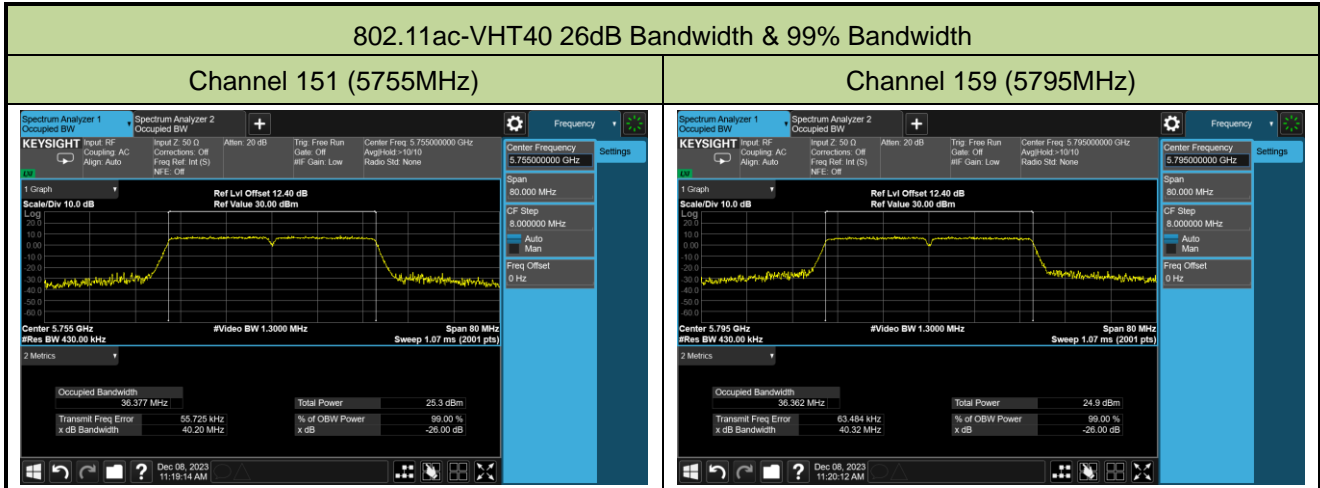 802.11ac-VHT40 26dB Bandwidth & 99% Bandwidth
Channel 151 (5755MHz)
Channel 159 (5795MHz)
Spectrum Analyzer 1
Occupied BW
Spectrum Analyzer 2
Occupied BW
+
Frequency
KEYSIGHT
Input: RF
Coupling: AC
Align: Auto
Input Z: 50 Ω
Corrections: Off
Freq Ref: Int (S)
NFE: Off
Atten: 20 dB
Trig: Free Run
Gate: Off
#IF Gain: Low
Center Freq: 5.755000000 GHz
Avg|Hold:>10/10
Radio Std: None
Center Frequency
5.755000000 GHz
Settings
Span
80.000 MHz
CF Step
8.000000 MHz
Auto
Man
Freq Offset
0 Hz
1 Graph
Scale/Div 10.0 dB
Ref Lvl Offset 12.40 dB
Ref Value 30.00 dBm
Log
20.0
10.0
0.00
-10.0
-20.0
-30.0
-40.0
-50.0
-60.0
Center 5.755 GHz
#Res BW 430.00 kHz
#Video BW 1.3000 MHz
Span 80 MHz
Sweep 1.07 ms (2001 pts)
2 Metrics
Occupied Bandwidth
36.377 MHz
Transmit Freq Error 55.725 kHz
x dB Bandwidth 40.20 MHz
Total Power 25.3 dBm
% of OBW Power 99.00 %
x dB -26.00 dB
?
Dec 08, 2023
11:19:14 AM
Spectrum Analyzer 1
Occupied BW
Spectrum Analyzer 2
Occupied BW
+
Frequency
KEYSIGHT
Input: RF
Coupling: AC
Align: Auto
Input Z: 50 Ω
Corrections: Off
Freq Ref: Int (S)
NFE: Off
Atten: 20 dB
Trig: Free Run
Gate: Off
#IF Gain: Low
Center Freq: 5.795000000 GHz
Avg|Hold:>10/10
Radio Std: None
Center Frequency
5.795000000 GHz
Settings
Span
80.000 MHz
CF Step
8.000000 MHz
Auto
Man
Freq Offset
0 Hz
1 Graph
Scale/Div 10.0 dB
Ref Lvl Offset 12.40 dB
Ref Value 30.00 dBm
Log
20.0
10.0
0.00
-10.0
-20.0
-30.0
-40.0
-50.0
-60.0
Center 5.795 GHz
#Res BW 430.00 kHz
#Video BW 1.3000 MHz
Span 80 MHz
Sweep 1.07 ms (2001 pts)
2 Metrics
Occupied Bandwidth
36.362 MHz
Transmit Freq Error 63.484 kHz
x dB Bandwidth 40.32 MHz
Total Power 24.9 dBm
% of OBW Power 99.00 %
x dB -26.00 dB
?
Dec 08, 2023
11:20:12 AM